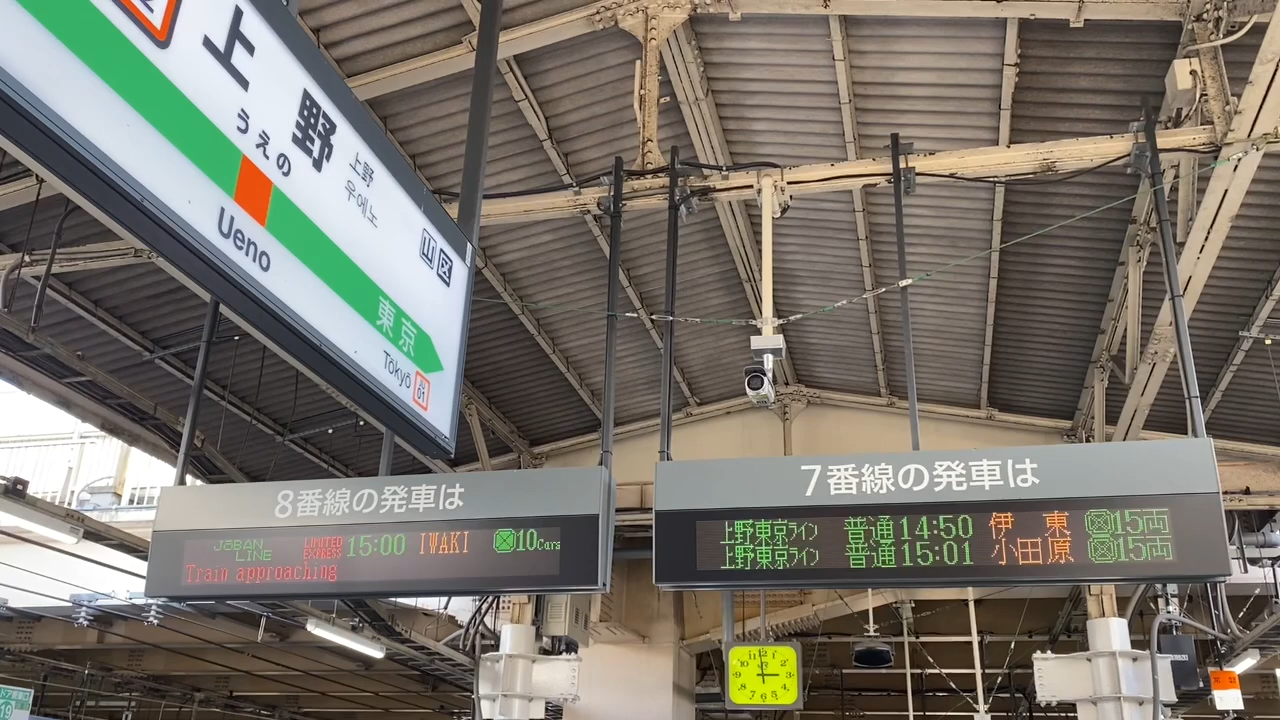 上野
うえの
上野
우에노
Ueno
山 区
東京
Tōkyō
JU
01
8番線の発車は
JŌBAN LINE LIMITED EXPRESS 15:00 IWAKI 10Cars
Train approaching
7番線の発車は
上野東京ライン 普通 14:50 伊東 15両
上野東京ライン 普通 15:01 小田原 15両